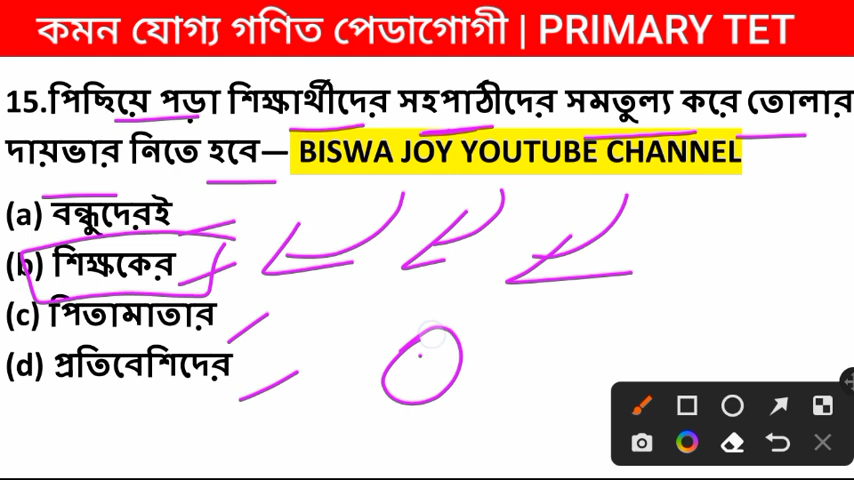 কমন যোগ্য গণিত পেডাগোগী | PRIMARY TET
15.পিছিয়ে পড়া শিক্ষার্থীদের সহপাঠীদের সমতুল্য করে তোলার
দায়ভার নিতে হবে— BISWA JOY YOUTUBE CHANNEL
(a) বন্ধুদেরই
(b) শিক্ষকের
(c) পিতামাতার
(d) প্রতিবেশিদের